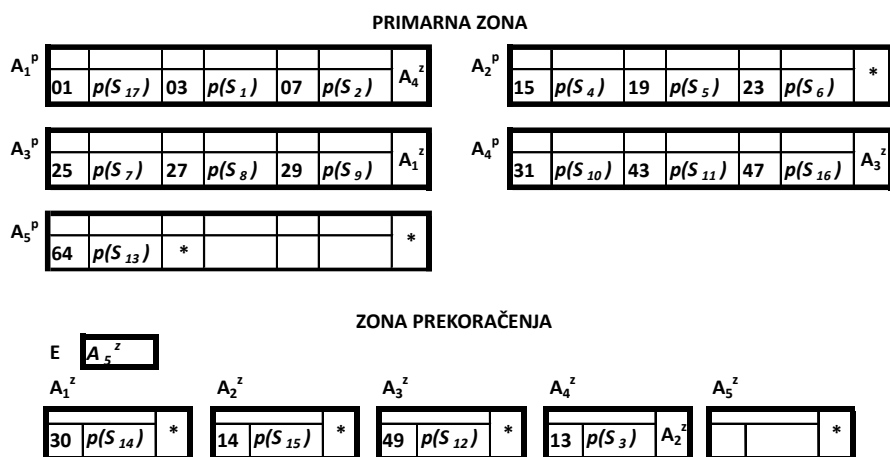 PRIMARNA ZONA
A₁ᵖ 01 p(S₁₇) 03 p(S₁) 07 p(S₂) A₄ᶻ
A₂ᵖ 15 p(S₄) 19 p(S₅) 23 p(S₆) *
A₃ᵖ 25 p(S₇) 27 p(S₈) 29 p(S₉) A₁ᶻ
A₄ᵖ 31 p(S₁₀) 43 p(S₁₁) 47 p(S₁₆) A₃ᶻ
A₅ᵖ 64 p(S₁₃) * *
ZONA PREKORAČENJA
E A₅ᶻ
A₁ᶻ A₂ᶻ A₃ᶻ A₄ᶻ A₅ᶻ
30 p(S₁₄) * 14 p(S₁₅) * 49 p(S₁₂) * 13 p(S₃) A₂ᶻ *